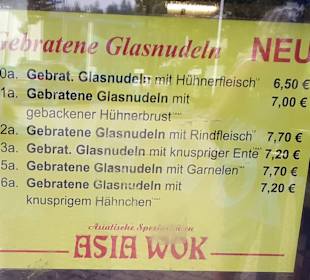 Gebratene Glasnudeln NEU
0a. Gebrat. Glasnudeln mit Hühnerfleisch 6,50 €
1a. Gebratene Glasnudeln mit 7,00 €
gebackener Hühnerbrust
2a. Gebratene Glasnudeln mit Rindfleisch 7,70 €
3a. Gebrat. Glasnudeln mit knuspriger Ente 7,20 €
5a. Gebratene Glasnudeln mit Garnelen 7,70 €
6a. Gebratene Glasnudeln mit 7,20 €
knusprigem Hähnchen
Asiatische
ASIA WOK